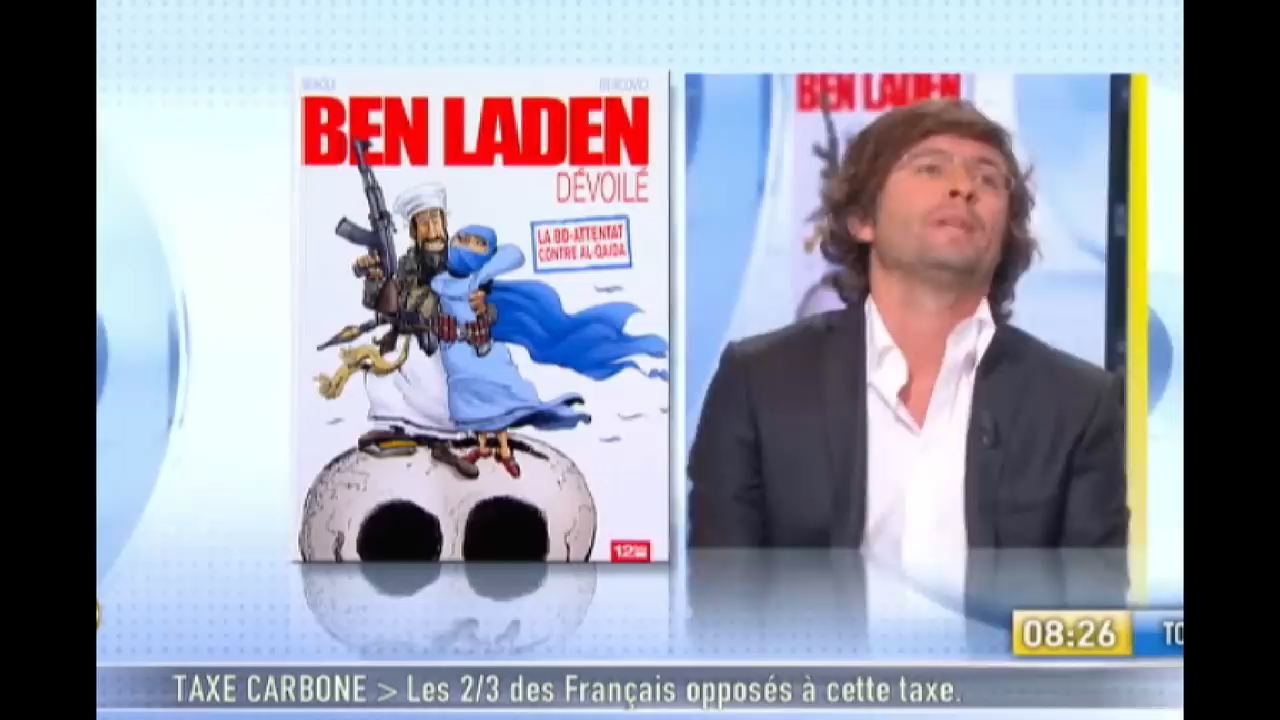 BEN LADEN
DÉVOILÉ
LA BD-ATTENTAT
CONTRE AL-QAIDA
BEN LADEN
08:26
TAXE CARBONE > Les 2/3 des Français opposés à cette taxe.